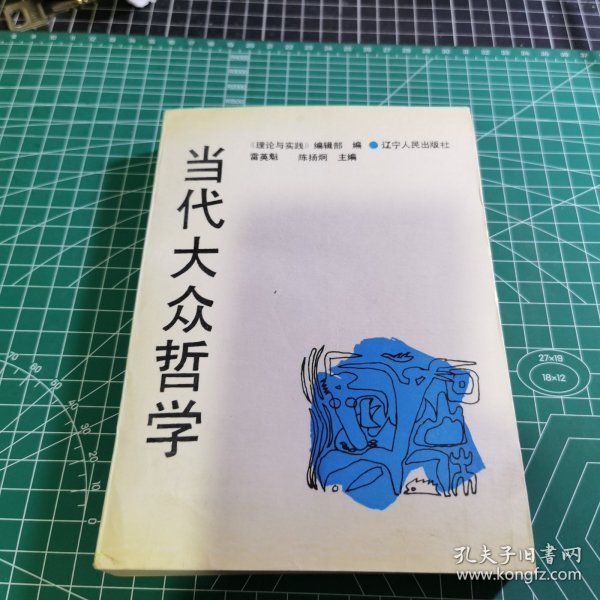 《理论与实践》编辑部 编 ● 辽宁人民出版社
富英魁 陈扬炯 主编
当代大众哲学
27×19
18×12
孔夫子旧书网
www.kongfz.com